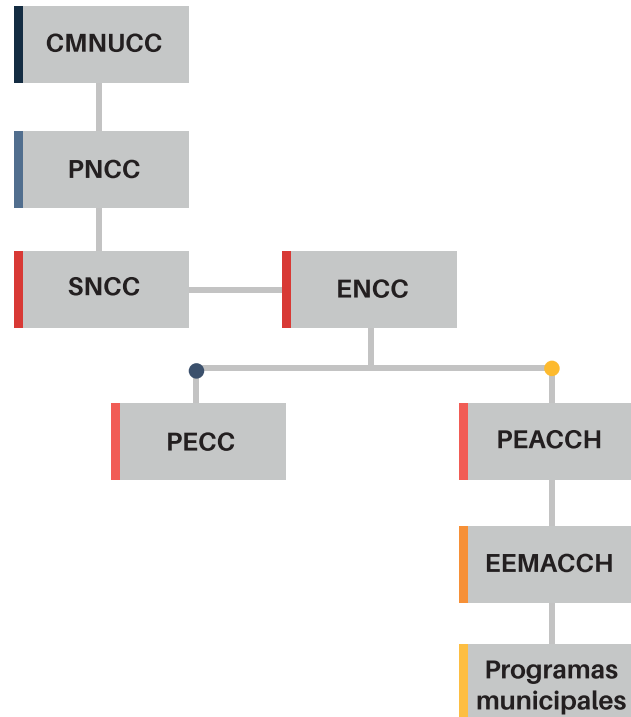 CMNUCC
PNCC
SNCC
ENCC
PECC
PEACCH
EEMACCH
Programas
municipales